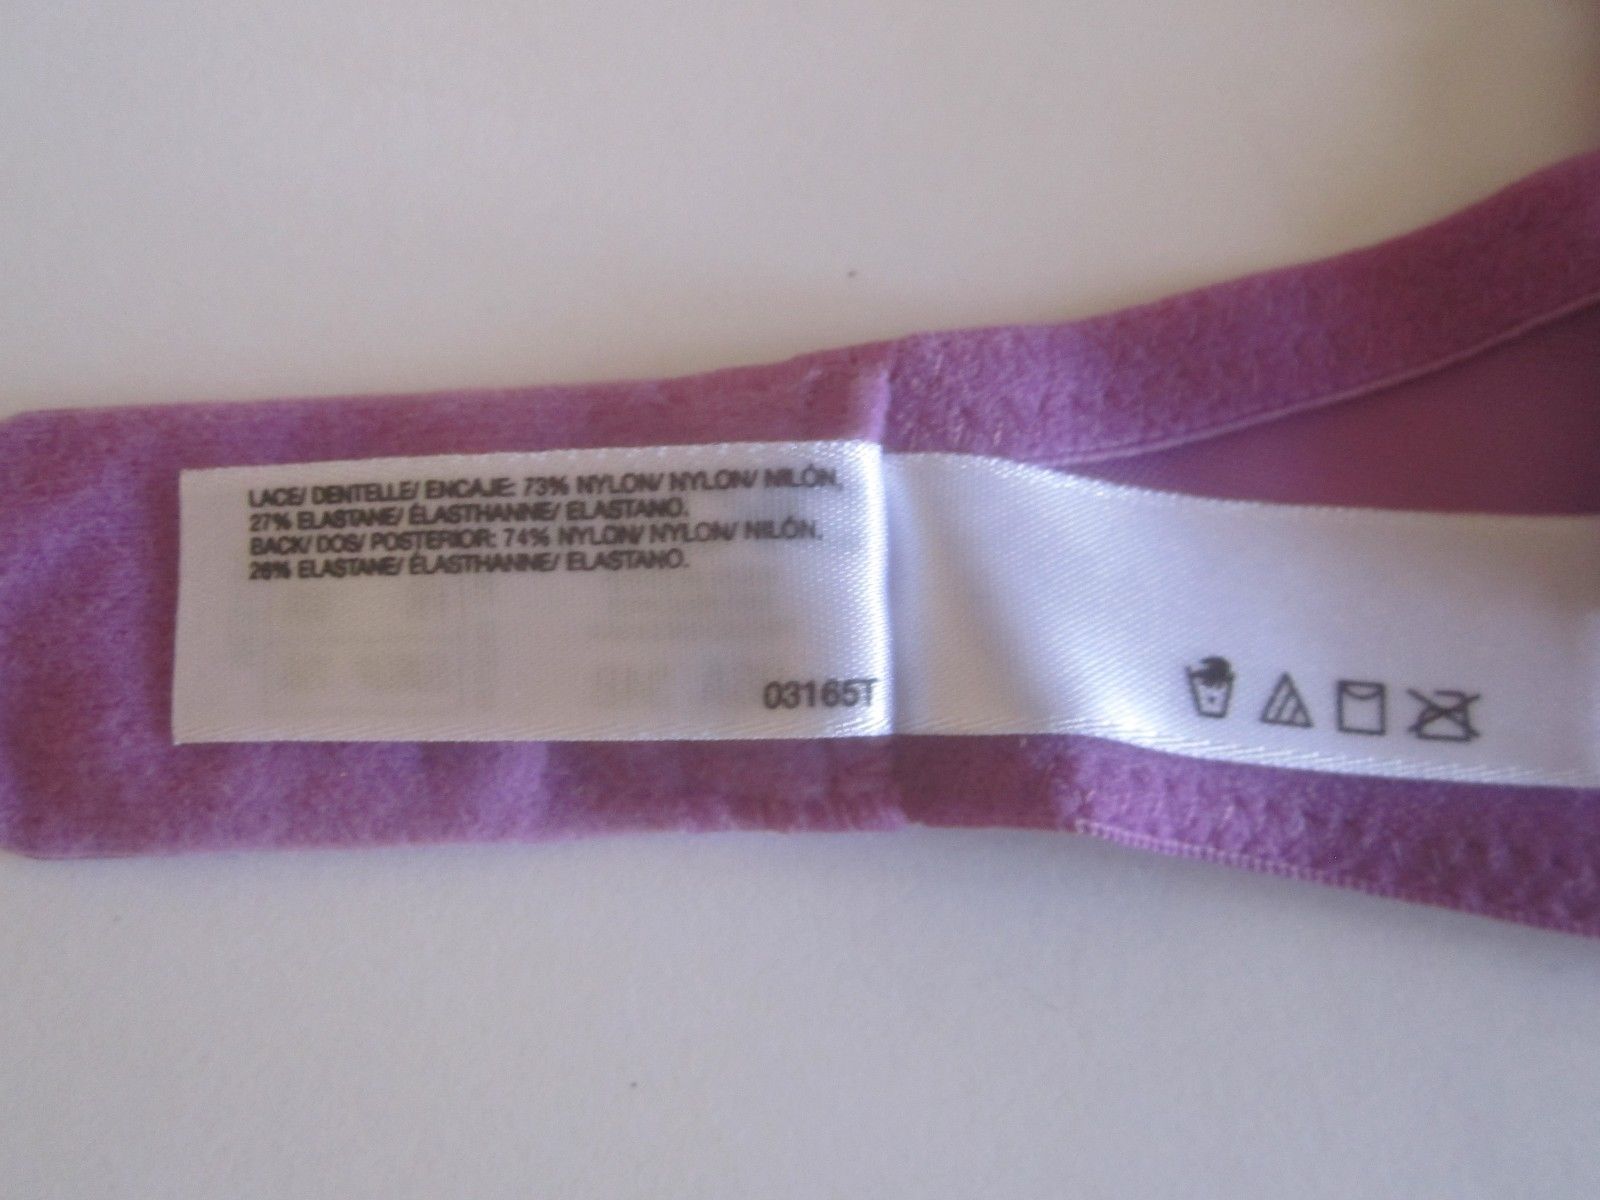 LACE/ DENTELLE/ ENCAJE: 73% NYLON/ NYLON/ NILÓN,
27% ELASTANE/ ÉLASTHANNE/ ELASTANO.
BACK/ DOS/ POSTERIOR: 74% NYLON/ NYLON/ NILÓN,
26% ELASTANE/ ÉLASTHANNE/ ELASTANO.
03165T